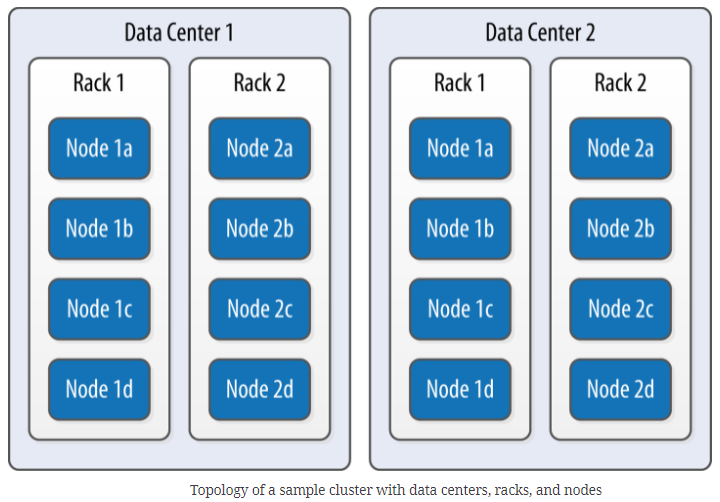 Data Center 1
Rack 1
Node 1a
Node 1b
Node 1c
Node 1d
Rack 2
Node 2a
Node 2b
Node 2c
Node 2d
Data Center 2
Rack 1
Node 1a
Node 1b
Node 1c
Node 1d
Rack 2
Node 2a
Node 2b
Node 2c
Node 2d
Topology of a sample cluster with data centers, racks, and nodes